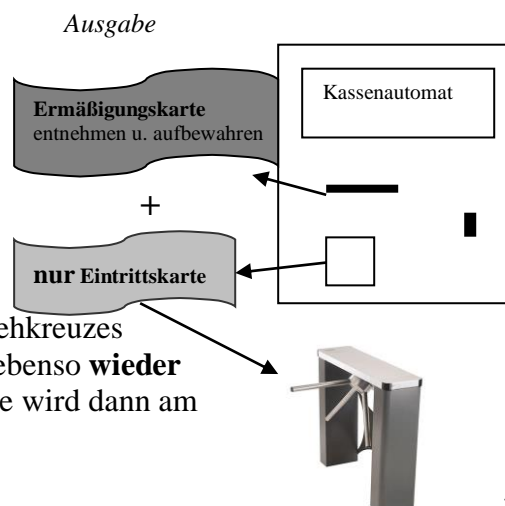 Ausgabe
Kassenautomat
Ermäßigungskarte
entnehmen u. aufbewahren
+
nur Eintrittskarte
ehkreuzes
ebenso wieder
e wird dann am